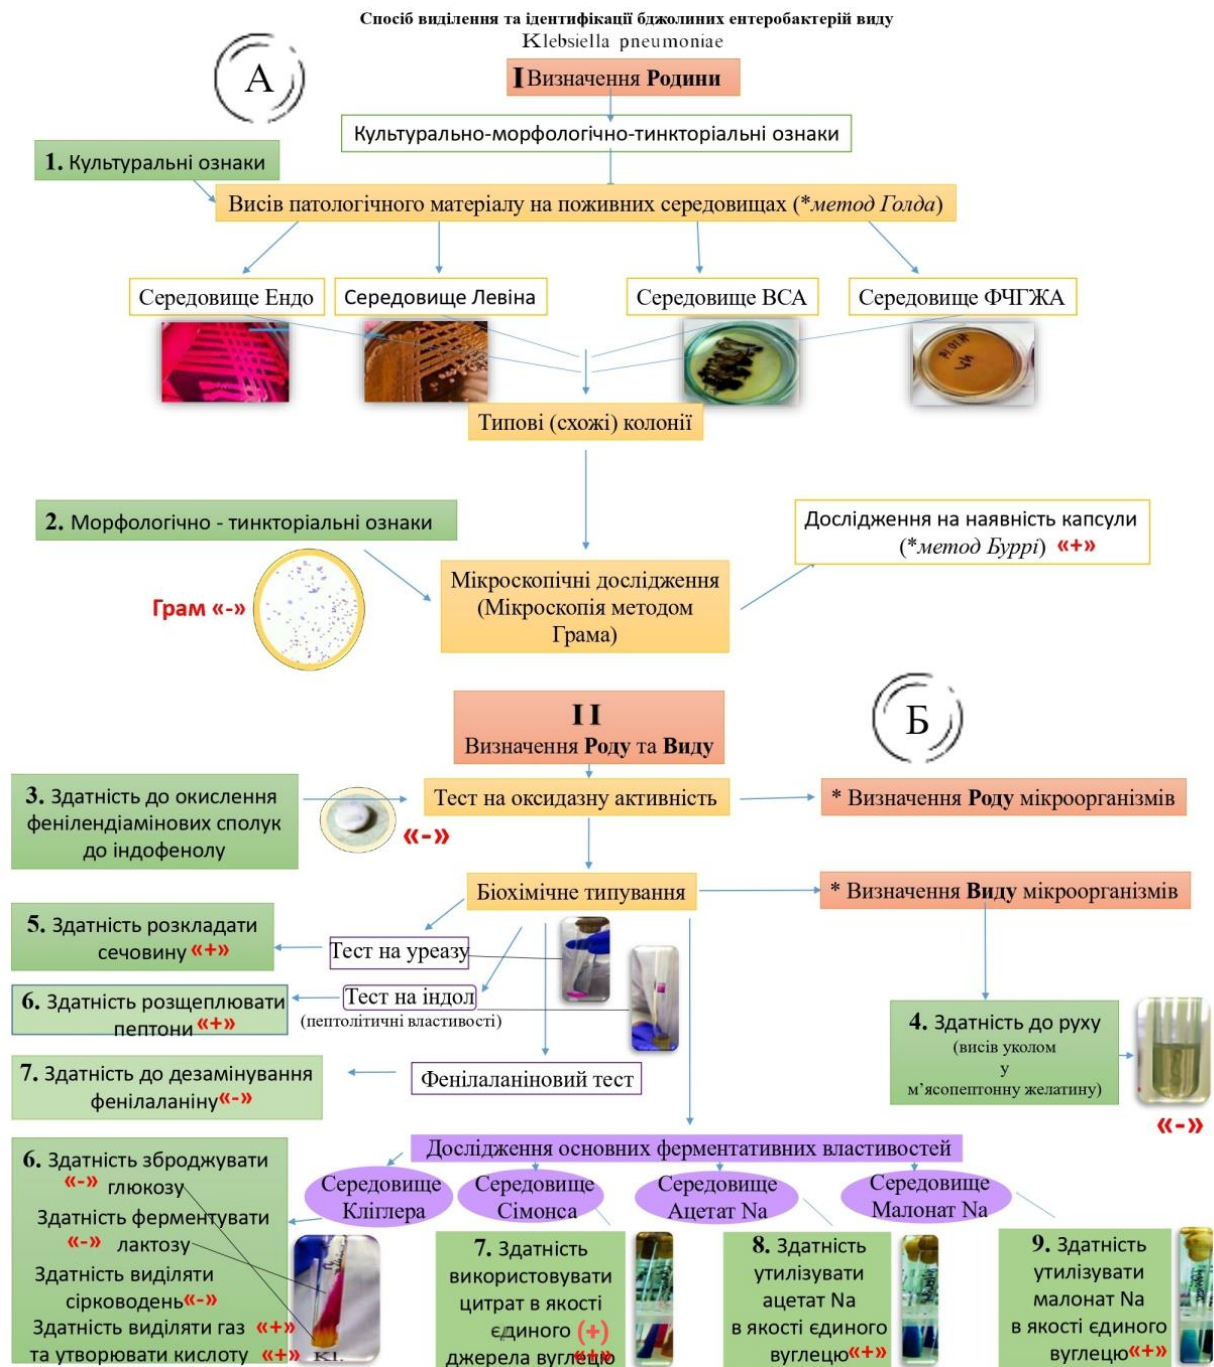 Спосіб виділення та ідентифікації бджолиних ентеробактерій виду
Klebsiella pneumoniae
А
I Визначення Родини
Культурально-морфологічно-тинкторіальні ознаки
1. Культуральні ознаки
Висів патологічного матеріалу на поживних середовищах (*метод Голда)
Середовище Ендо
Середовище Левіна
Середовище ВСА
Середовище ФЧГЖА
Типові (схожі) колонії
2. Морфологічно - тинкторіальні ознаки
Дослідження на наявність капсули
(*метод Буррі) «+»
Грам «-»
Мікроскопічні дослідження
(Мікроскопія методом
Грама)
Б
II
Визначення Роду та Виду
3. Здатність до окислення
фенілендіамінових сполук
до індофенолу
«-»
Тест на оксидазну активність
* Визначення Роду мікроорганізмів
Біохімічне типування
* Визначення Виду мікроорганізмів
5. Здатність розкладати
сечовину «+»
Тест на уреазу
6. Здатність розщеплювати
пептони «+»
Тест на індол
(пептолітичні властивості)
4. Здатність до руху
(висів уколом
у
м’ясопептонну желатину)
«-»
7. Здатність до дезамінування
фенілаланіну «-»
Фенілаланіновий тест
Дослідження основних ферментативних властивостей
Середовище
Кліглера
Середовище
Сімонса
Середовище
Ацетат Na
Середовище
Малонат Na
6. Здатність зброджувати
«-» глюкозу
Здатність ферментувати
«-» лактозу
Здатність виділяти
сірководень «-»
Здатність виділяти газ «+»
та утворювати кислоту «+»
Kl.
7. Здатність
використовувати
цитрат в якості
єдиного (+)
джерела вуглецю «+»
8. Здатність
утилізувати
ацетат Na
в якості єдиного
вуглецю «+»
9. Здатність
утилізувати
малонат Na
в якості єдиного
вуглецю «+»